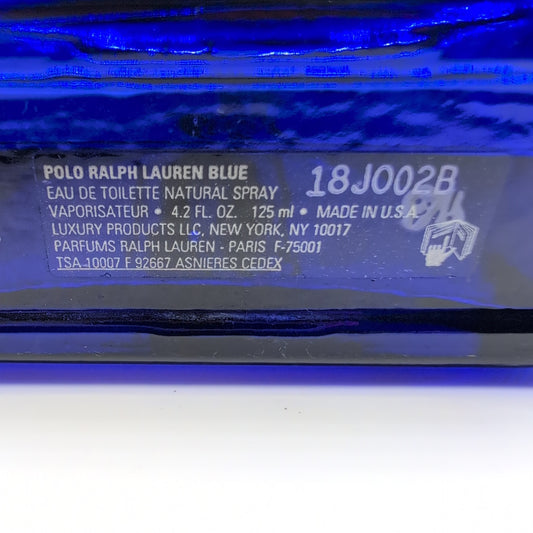 POLO RALPH LAUREN BLUE
EAU DE TOILETTE NATURAL SPRAY
VAPORISATEUR • 4.2 FL. OZ. 125 ml • MADE IN U.S.A.
LUXURY PRODUCTS LLC, NEW YORK, NY 10017
PARFUMS RALPH LAUREN - PARIS F-75001
TSA 10007 F 92667 ASNIERES CEDEX
18J002B